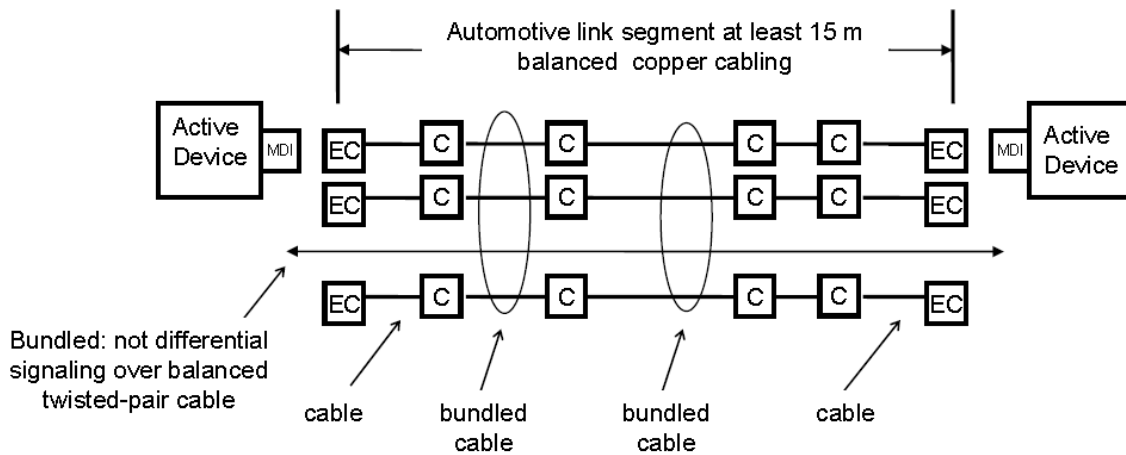 Automotive link segment at least 15 m
balanced copper cabling
Active
Device
MDI
EC
C
C
C
C
EC
MDI
Active
Device
EC
C
C
C
C
EC
EC
C
C
C
C
EC
Bundled: not differential
signaling over balanced
twisted-pair cable
cable
bundled
cable
bundled
cable
cable